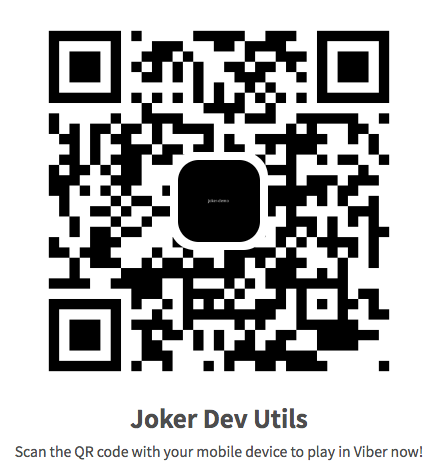 Joker Dev Utils
Scan the QR code with your mobile device to play in Viber now!